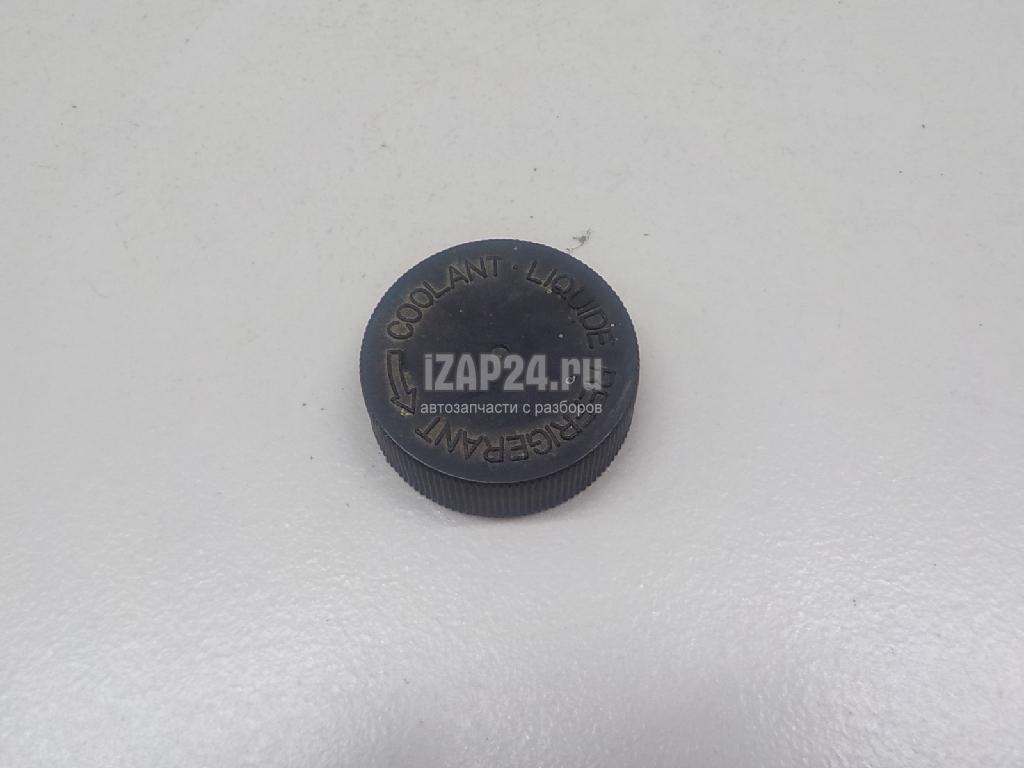 COOLANT · LIQUIDE REFRIGERANT
iZAP24.ru
автозапчасти с разборов